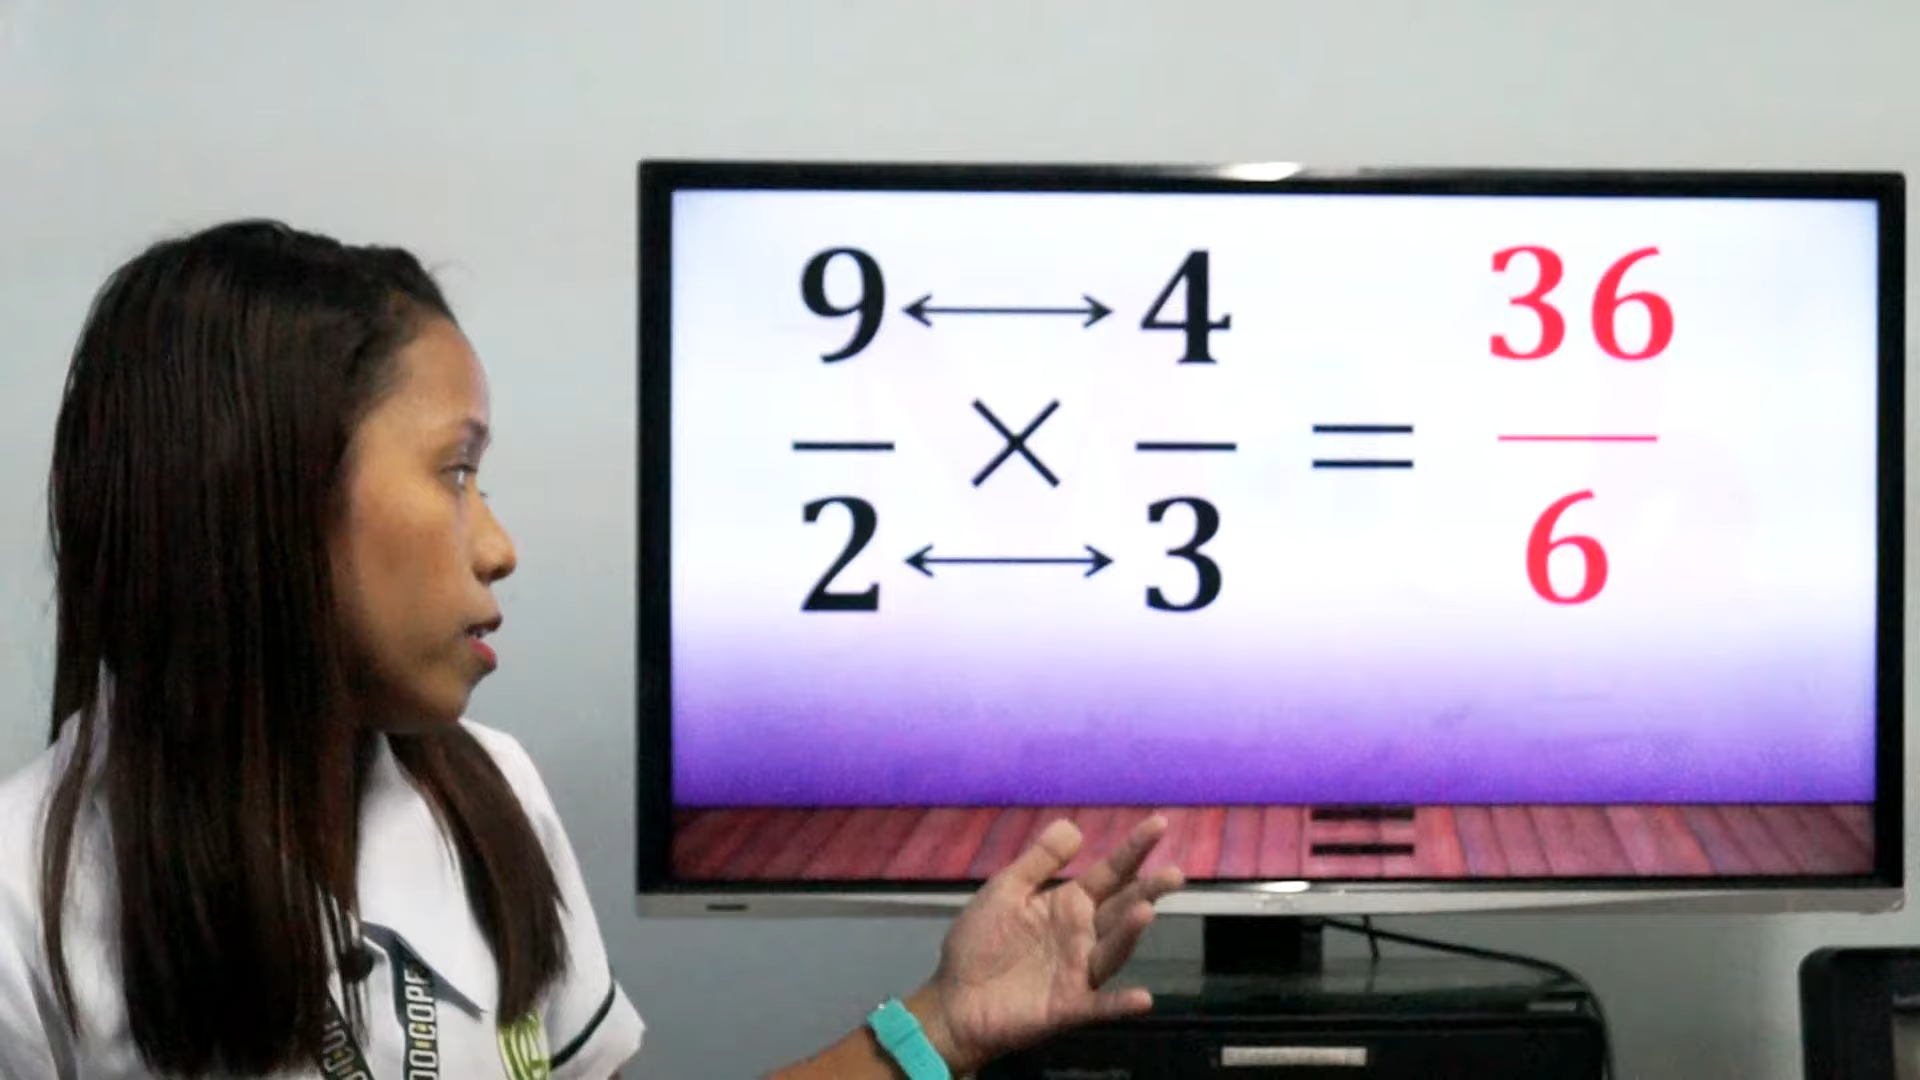 9 ↔ 4 36
— × — = —
2 ↔ 3 6